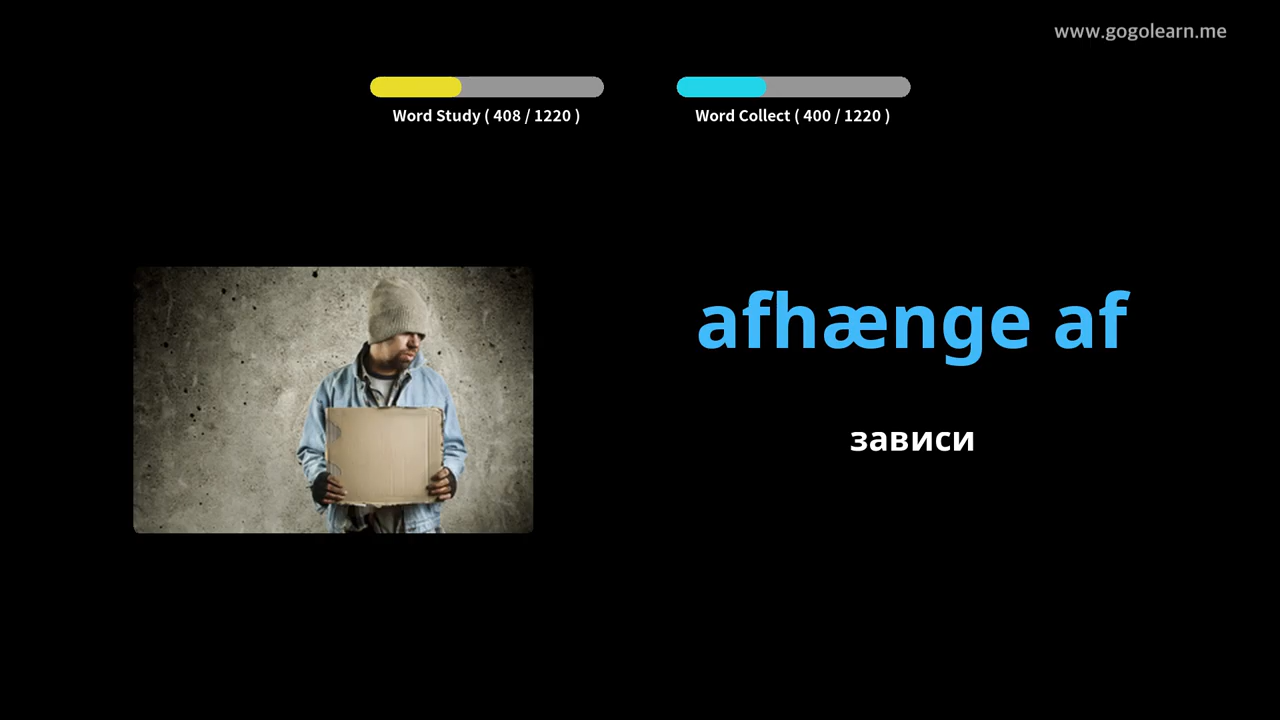 www.gogolearn.me
Word Study ( 408 / 1220 )
Word Collect ( 400 / 1220 )
afhænge af
зависи